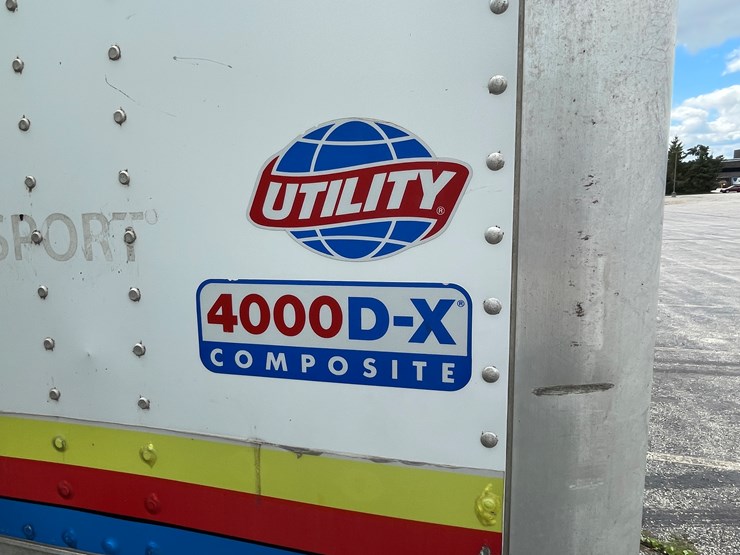 UTILITY®
SPORT
4000D-X®
COMPOSITE